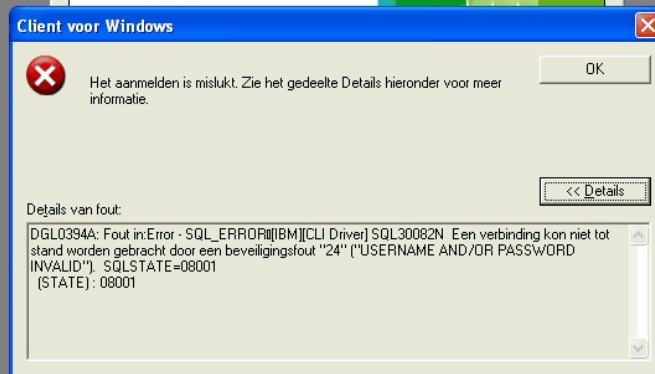 Client voor Windows
Het aanmelden is mislukt. Zie het gedeelte Details hieronder voor meer
informatie.
OK
<< Details
Details van fout:
DGL0394A: Fout in:Error - SQL_ERROR[IBM][CLI Driver] SQL30082N Een verbinding kon niet tot
stand worden gebracht door een beveiligingsfout "24" ("USERNAME AND/OR PASSWORD
INVALID"). SQLSTATE=08001
(STATE) : 08001